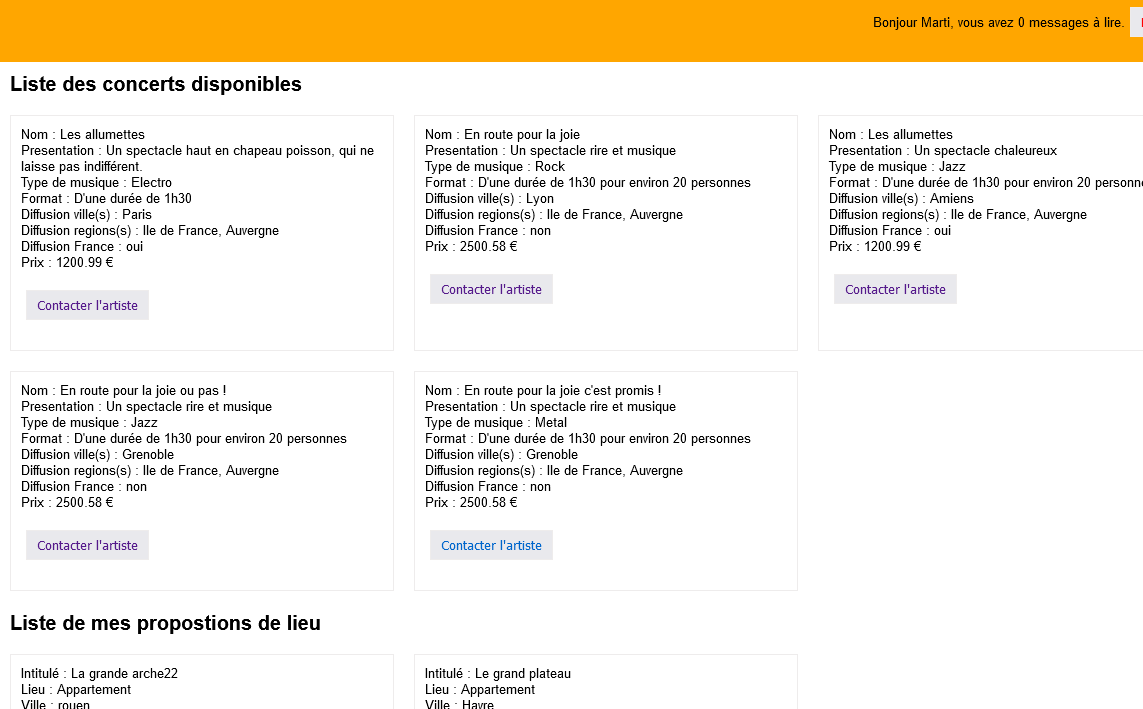 Bonjour Marti, vous avez 0 messages à lire.
Liste des concerts disponibles
Nom : Les allumettes
Presentation : Un spectacle haut en chapeau poisson, qui ne
laisse pas indifférent.
Type de musique : Electro
Format : D'une durée de 1h30
Diffusion ville(s) : Paris
Diffusion regions(s) : Ile de France, Auvergne
Diffusion France : oui
Prix : 1200.99 €
Contacter l'artiste
Nom : En route pour la joie
Presentation : Un spectacle rire et musique
Type de musique : Rock
Format : D'une durée de 1h30 pour environ 20 personnes
Diffusion ville(s) : Lyon
Diffusion regions(s) : Ile de France, Auvergne
Diffusion France : non
Prix : 2500.58 €
Contacter l'artiste
Nom : Les allumettes
Presentation : Un spectacle chaleureux
Type de musique : Jazz
Format : D'une durée de 1h30 pour environ 20
Diffusion ville(s) : Amiens
Diffusion regions(s) : Ile de France, Auvergne
Diffusion France : oui
Prix : 1200.99 €
Contacter l'artiste
Nom : En route pour la joie ou pas !
Presentation : Un spectacle rire et musique
Type de musique : Jazz
Format : D'une durée de 1h30 pour environ 20 personnes
Diffusion ville(s) : Grenoble
Diffusion regions(s) : Ile de France, Auvergne
Diffusion France : non
Prix : 2500.58 €
Contacter l'artiste
Nom : En route pour la joie c'est promis !
Presentation : Un spectacle rire et musique
Type de musique : Metal
Format : D'une durée de 1h30 pour environ 20 personnes
Diffusion ville(s) : Grenoble
Diffusion regions(s) : Ile de France, Auvergne
Diffusion France : non
Prix : 2500.58 €
Contacter l'artiste
Liste de mes propostions de lieu
Intitulé : La grande arche22
Lieu : Appartement
Ville : rouen
Intitulé : Le grand plateau
Lieu : Appartement
Ville : Havre